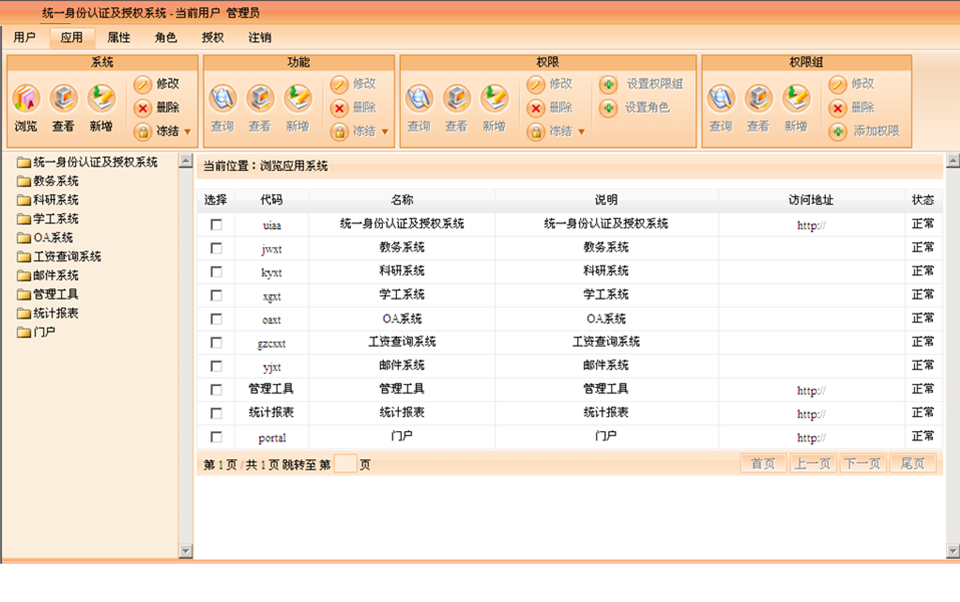 统一身份认证及授权系统 - 当前用户 管理员
用户 应用 属性 角色 授权 注销
系统 功能 权限 权限组
浏览 查看 新增 修改 删除 冻结
查询 查看 新增 修改 删除 冻结
查询 查看 新增 修改 删除 冻结 设置权限组 设置角色
查询 查看 新增 修改 删除 添加权限
统一身份认证及授权系统
教务系统
科研系统
学工系统
OA系统
工资查询系统
邮件系统
管理工具
统计报表
门户
当前位置：浏览应用系统
选择 代码 名称 说明 访问地址 状态
uiaa 统一身份认证及授权系统 统一身份认证及授权系统 http:// 正常
jwxt 教务系统 教务系统 正常
kyxt 科研系统 科研系统 正常
xgxt 学工系统 学工系统 正常
oaxt OA系统 OA系统 正常
gzcxxt 工资查询系统 工资查询系统 正常
yjxt 邮件系统 邮件系统 正常
管理工具 管理工具 管理工具 http:// 正常
统计报表 统计报表 统计报表 http:// 正常
portal 门户 门户 http:// 正常
第 1 页 / 共 1 页 跳转至 第 页 首页 上一页 下一页 尾页